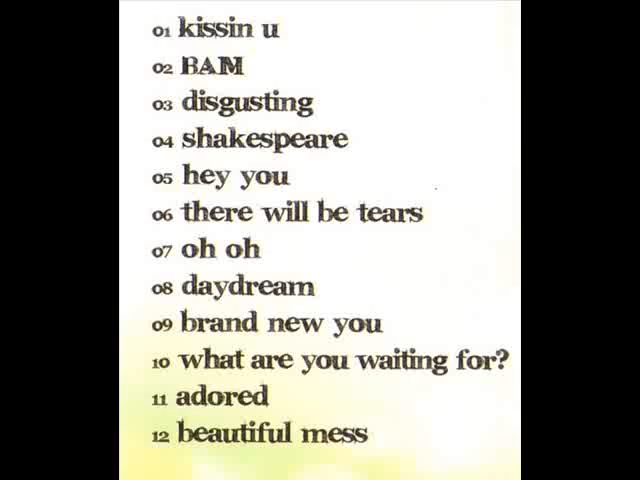 01 kissin u
02 BAM
03 disgusting
04 shakespeare
05 hey you
06 there will be tears
07 oh oh
08 daydream
09 brand new you
10 what are you waiting for?
11 adored
12 beautiful mess